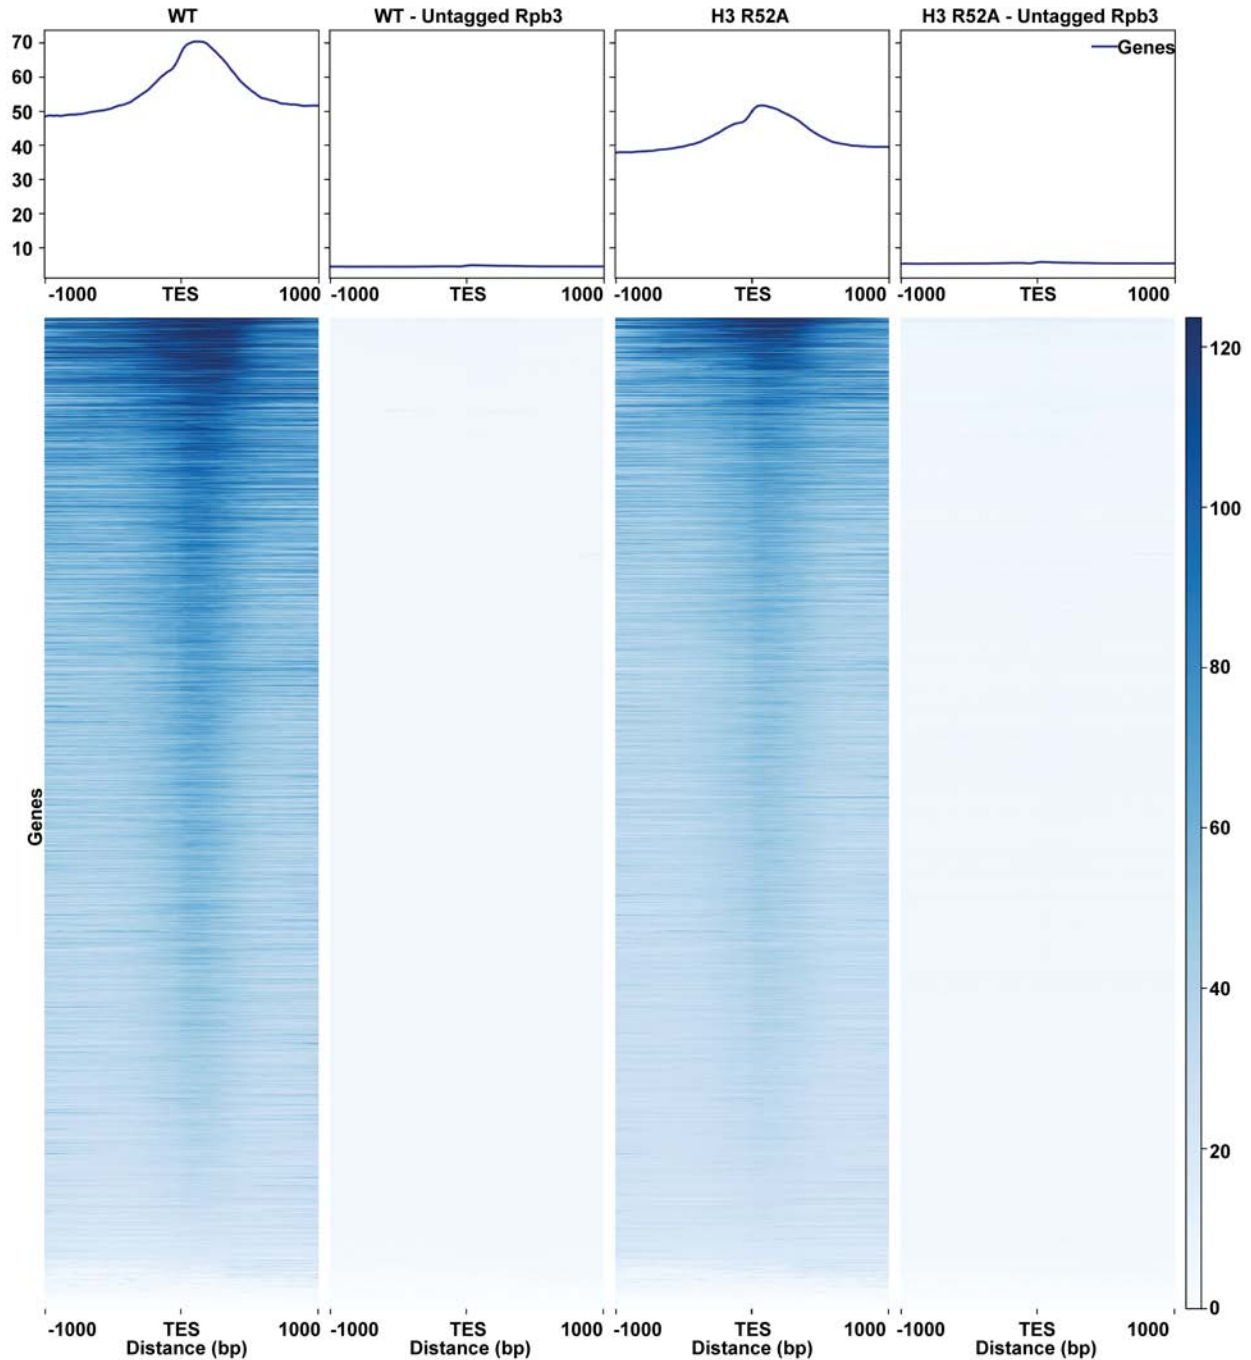 WT
WT - Untagged Rpb3
H3 R52A
H3 R52A - Untagged Rpb3
70
60
50
40
30
20
10
Genes
-1000 TES 1000
-1000 TES 1000
-1000 TES 1000
-1000 TES 1000
Genes
120
100
80
60
40
20
0
-1000 TES 1000
Distance (bp)
-1000 TES 1000
Distance (bp)
-1000 TES 1000
Distance (bp)
-1000 TES 1000
Distance (bp)